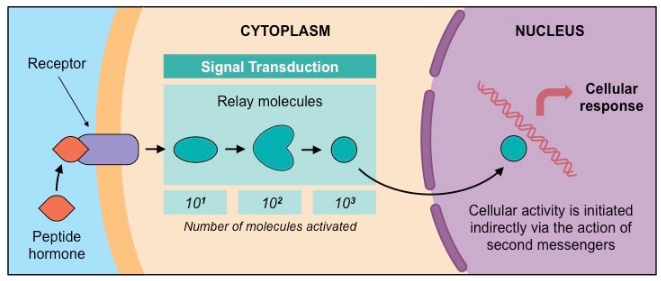 CYTOPLASM
NUCLEUS
Receptor
Signal Transduction
Relay molecules
Cellular
response
10¹
10²
10³
Number of molecules activated
Peptide
hormone
Cellular activity is initiated
indirectly via the action of
second messengers